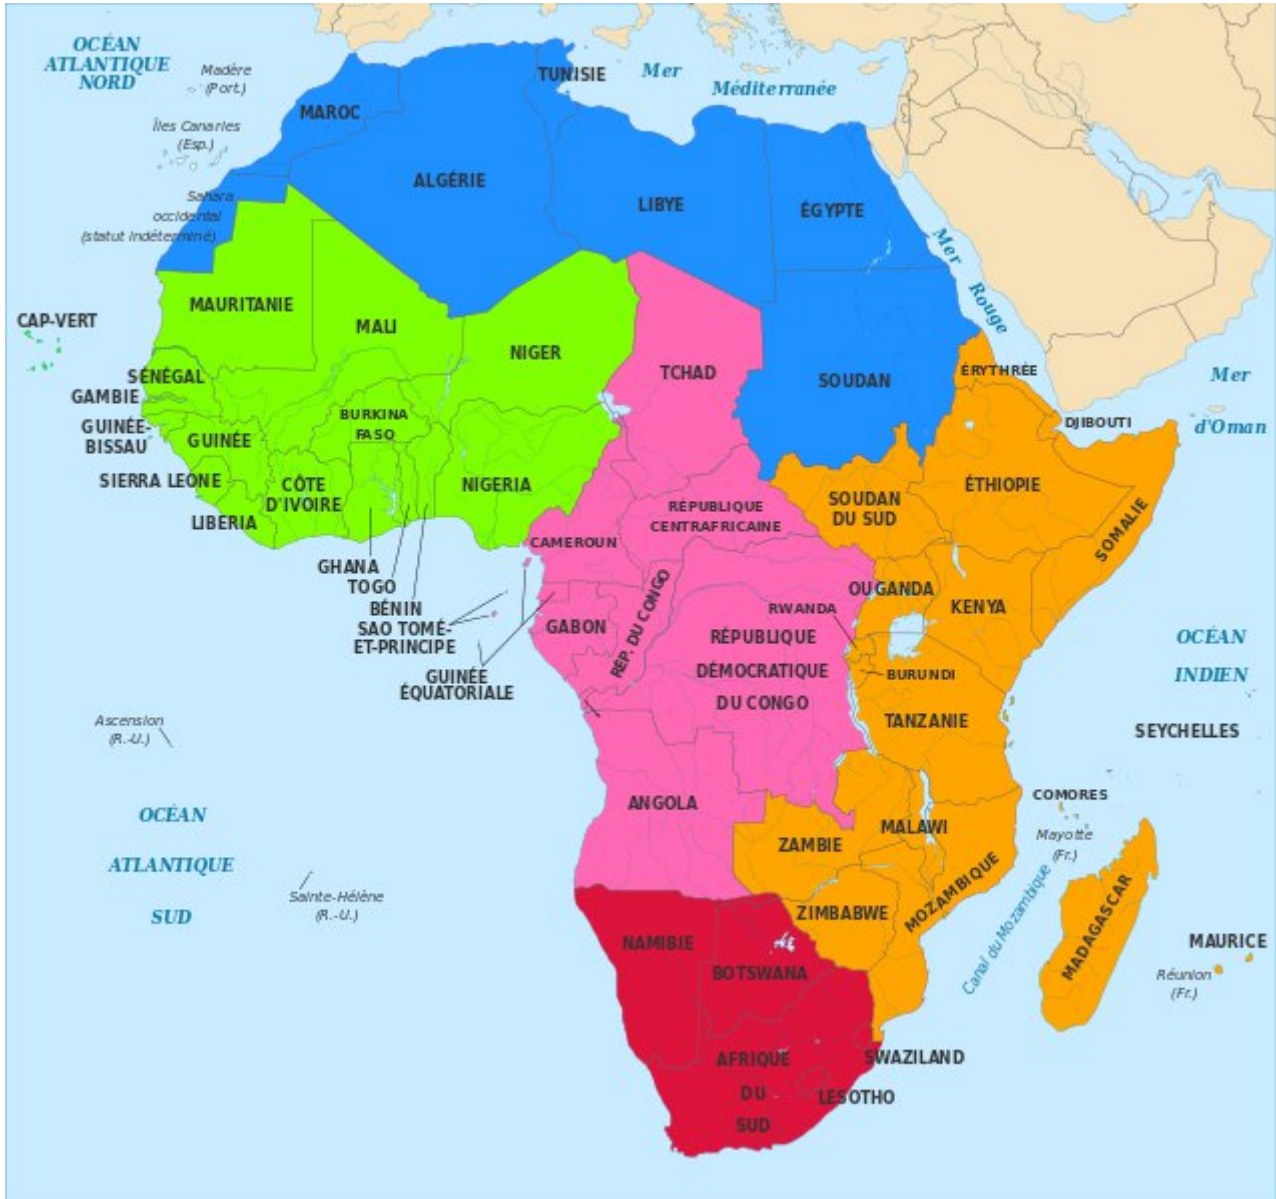 OCÉAN
ATLANTIQUE
NORD
Madère
(Port.)
Îles Canaries
(Esp.)
Sahara
occidental
(statut indéterminé)
MAROC
TUNISIE
Mer
Méditerranée
ALGÉRIE
LIBYE
ÉGYPTE
Mer
Rouge
CAP-VERT
MAURITANIE
MALI
NIGER
TCHAD
SOUDAN
ÉRYTHRÉE
Mer
d'Oman
SÉNÉGAL
GAMBIE
GUINÉE-
BISSAU
GUINÉE
BURKINA
FASO
DJIBOUTI
SIERRA LEONE
CÔTE
D'IVOIRE
LIBERIA
NIGERIA
SOUDAN
DU SUD
ÉTHIOPIE
SOMALIE
RÉPUBLIQUE
CENTRAFRICAINE
CAMEROUN
GHANA
TOGO
BÉNIN
SAO TOMÉ-
ET-PRINCIPE
GUINÉE
ÉQUATORIALE
GABON
RÉP. DU CONGO
RÉPUBLIQUE
DÉMOCRATIQUE
DU CONGO
OUGANDA
KENYA
RWANDA
BURUNDI
TANZANIE
OCÉAN
INDIEN
SEYCHELLES
Ascension
(R.-U.)
OCÉAN
ATLANTIQUE
SUD
Sainte-Hélène
(R.-U.)
ANGOLA
ZAMBIE
MALAWI
COMORES
Mayotte
(Fr.)
MOZAMBIQUE
Canal du Mozambique
MADAGASCAR
MAURICE
Réunion
(Fr.)
ZIMBABWE
NAMIBIE
BOTSWANA
AFRIQUE
DU
SUD
SWAZILAND
LESOTHO